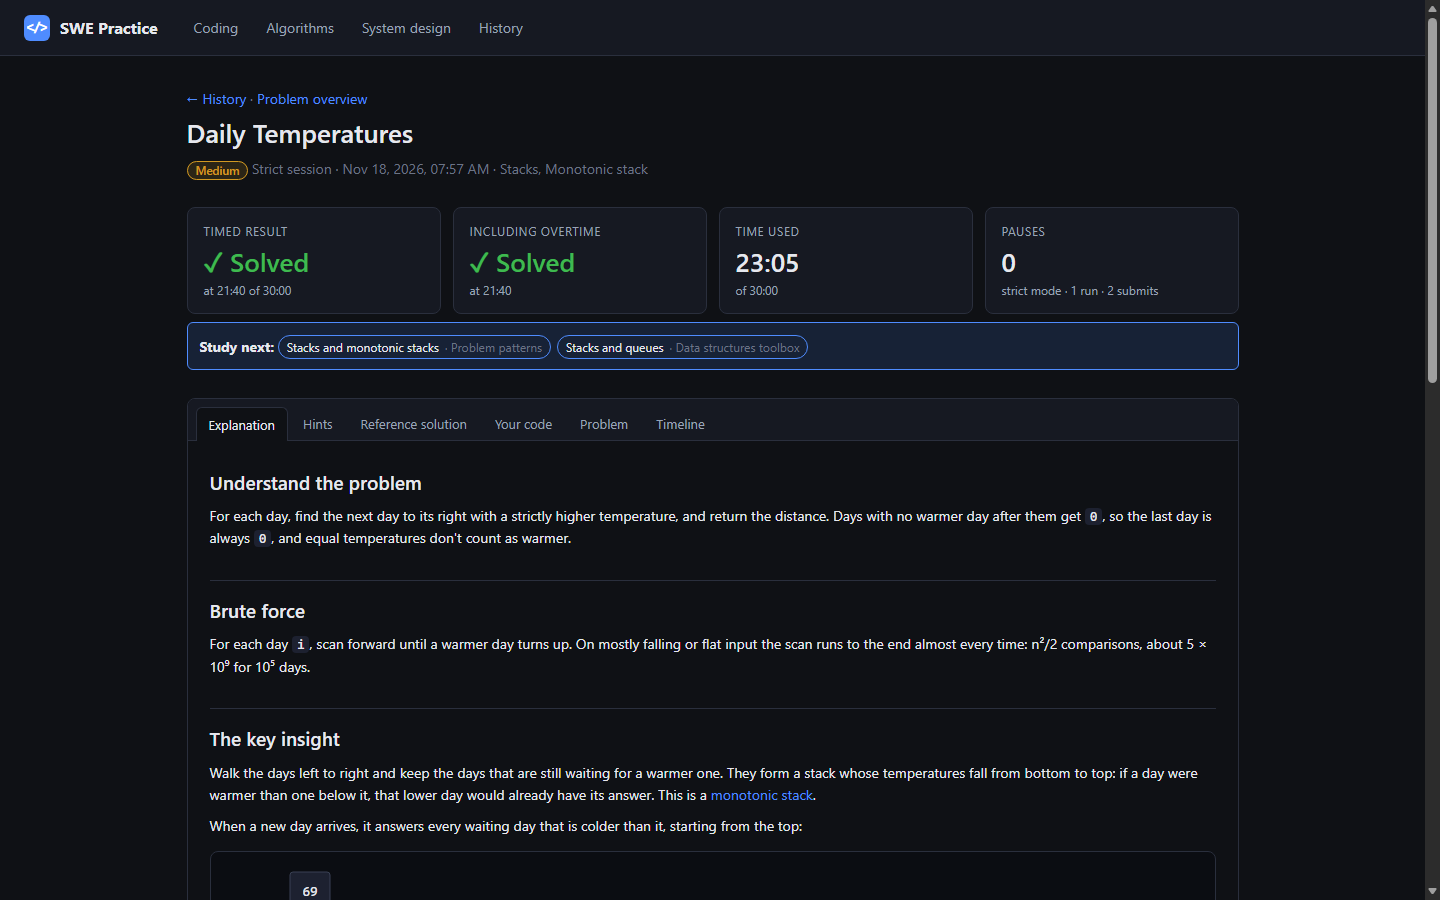 </> SWE Practice Coding Algorithms System design History
← History · Problem overview
Daily Temperatures
Medium Strict session · Nov 18, 2026, 07:57 AM · Stacks, Monotonic stack
TIMED RESULT
✓ Solved
at 21:40 of 30:00
INCLUDING OVERTIME
✓ Solved
at 21:40
TIME USED
23:05
of 30:00
PAUSES
0
strict mode · 1 run · 2 submits
Study next: Stacks and monotonic stacks · Problem patterns Stacks and queues · Data structures toolbox
Explanation Hints Reference solution Your code Problem Timeline
Understand the problem
For each day, find the next day to its right with a strictly higher temperature, and return the distance. Days with no warmer day after them get 0, so the last day is
always 0, and equal temperatures don't count as warmer.
Brute force
For each day i, scan forward until a warmer day turns up. On mostly falling or flat input the scan runs to the end almost every time: n²/2 comparisons, about 5 ×
10⁹ for 10⁵ days.
The key insight
Walk the days left to right and keep the days that are still waiting for a warmer one. They form a stack whose temperatures fall from bottom to top: if a day were
warmer than one below it, that lower day would already have its answer. This is a monotonic stack.
When a new day arrives, it answers every waiting day that is colder than it, starting from the top:
69